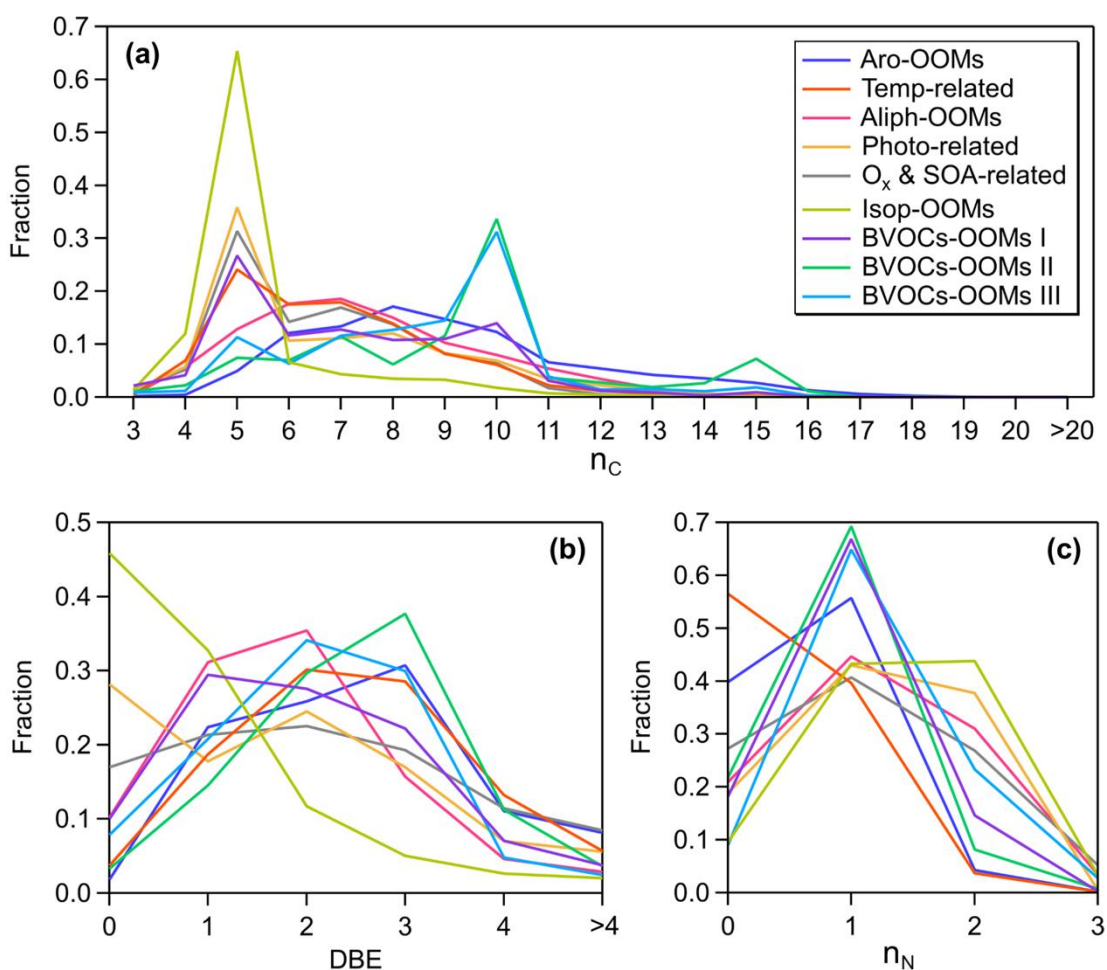 (a)
Fraction
0.7
0.6
0.5
0.4
0.3
0.2
0.1
0.0
Aro-OOMs
Temp-related
Aliph-OOMs
Photo-related
Oₓ & SOA-related
Isop-OOMs
BVOCs-OOMs I
BVOCs-OOMs II
BVOCs-OOMs III
3 4 5 6 7 8 9 10 11 12 13 14 15 16 17 18 19 20 >20
n_C
(b)
Fraction
0.5
0.4
0.3
0.2
0.1
0.0
0 1 2 3 4 >4
DBE
(c)
Fraction
0.7
0.6
0.5
0.4
0.3
0.2
0.1
0.0
0 1 2 3
n_N